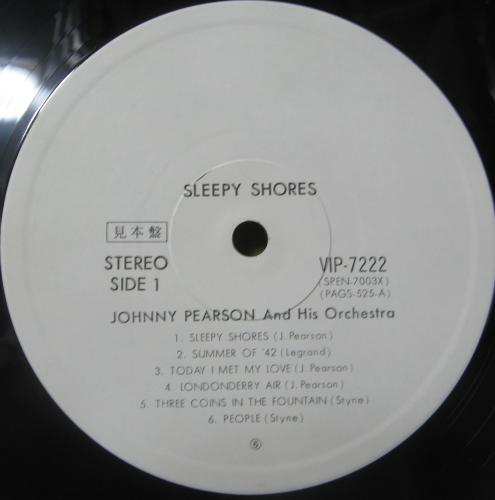 SLEEPY SHORES
見本盤
STEREO
SIDE 1
VIP-7222
(SPEN-7003X)
(PAGS-525-A)
JOHNNY PEARSON And His Orchestra
1. SLEEPY SHORES (J. Pearson)
2. SUMMER OF '42 (Legrand)
3. TODAY I MET MY LOVE (J. Pearson)
4. LONDONDERRY AIR (J. Pearson)
5. THREE COINS IN THE FOUNTAIN (Styne)
6. PEOPLE (Styne)
⑥